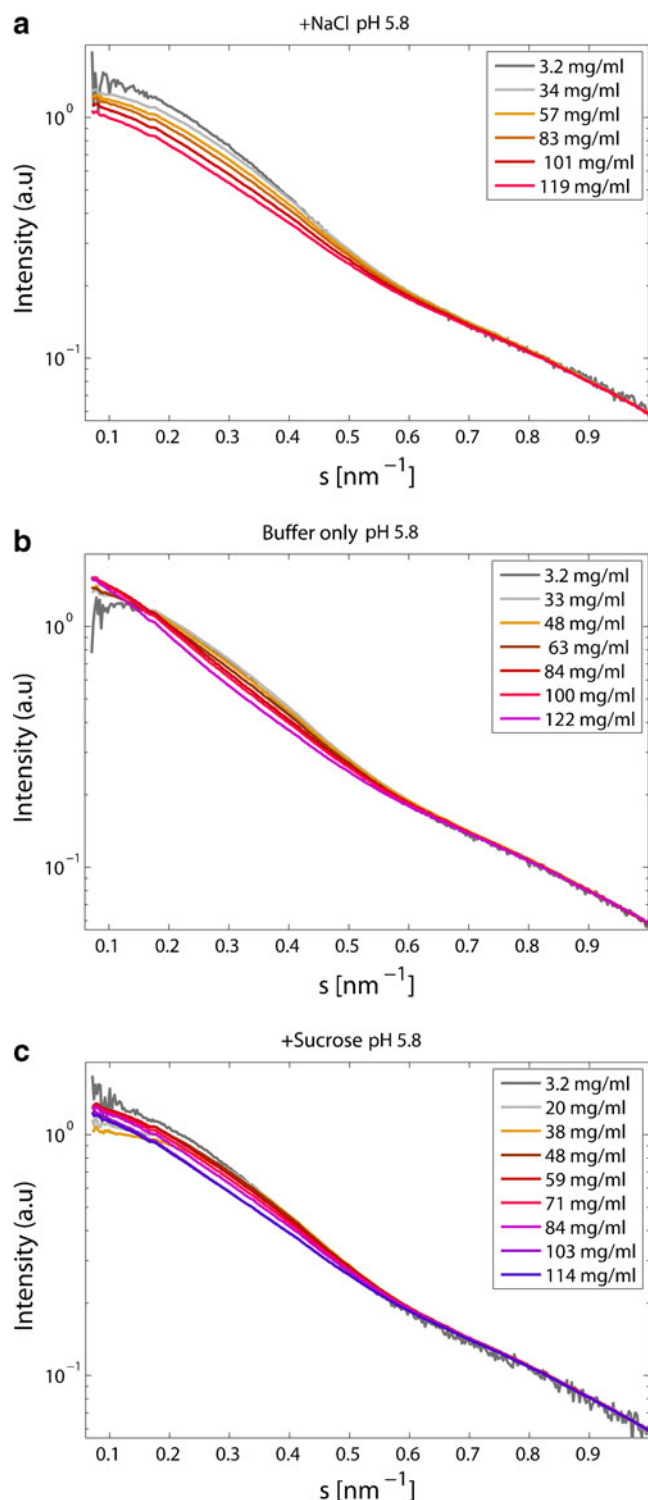 a
+NaCl pH 5.8
10⁰
10⁻¹
Intensity (a.u)
3.2 mg/ml
34 mg/ml
57 mg/ml
83 mg/ml
101 mg/ml
119 mg/ml
0.1 0.2 0.3 0.4 0.5 0.6 0.7 0.8 0.9
s [nm⁻¹]
b
Buffer only pH 5.8
10⁰
10⁻¹
Intensity (a.u)
3.2 mg/ml
33 mg/ml
48 mg/ml
63 mg/ml
84 mg/ml
100 mg/ml
122 mg/ml
0.1 0.2 0.3 0.4 0.5 0.6 0.7 0.8 0.9
s [nm⁻¹]
c
+Sucrose pH 5.8
10⁰
10⁻¹
Intensity (a.u)
3.2 mg/ml
20 mg/ml
38 mg/ml
48 mg/ml
59 mg/ml
71 mg/ml
84 mg/ml
103 mg/ml
114 mg/ml
0.1 0.2 0.3 0.4 0.5 0.6 0.7 0.8 0.9
s [nm⁻¹]